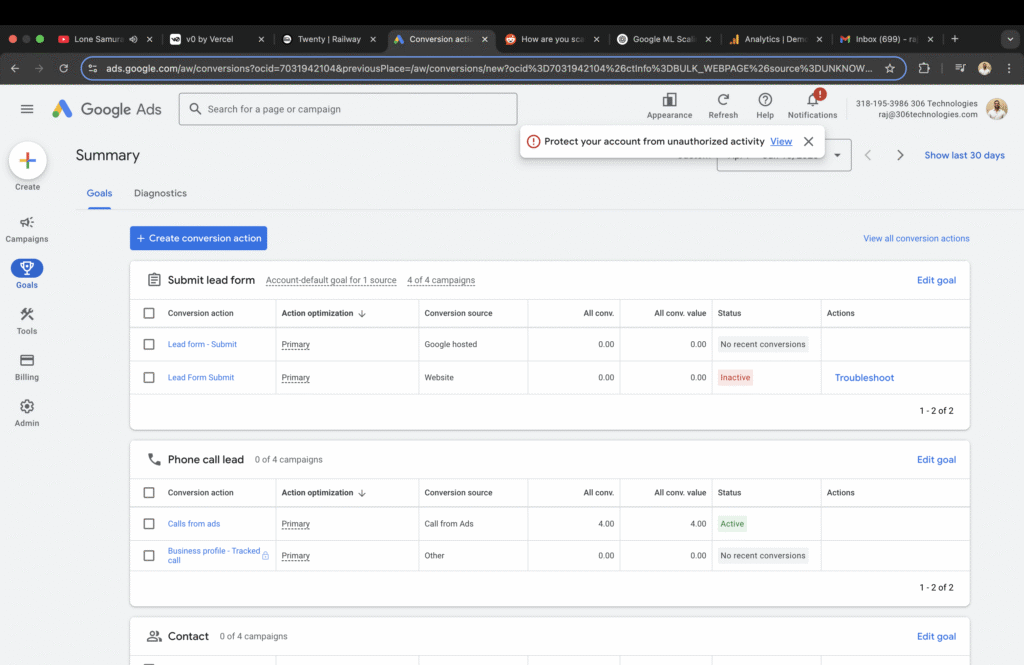 Lone Samura
v0 by Vercel
Twenty | Railway
Conversion actio
How are you sca
Google ML Scali
Analytics | Demo
Inbox (699) - raj
ads.google.com/aw/conversions?ocid=7031942104&previousPlace=/aw/conversions/new?ocid%3D7031942104%26ctInfo%3DBULK_WEBPAGE%26source%3DUNKNOW...
Google Ads
Search for a page or campaign
Appearance
Refresh
Help
Notifications
318-195-3986 306 Technologies
raj@306technologies.com
Protect your account from unauthorized activity View
Create
Campaigns
Goals
Tools
Billing
Admin
Summary
Show last 30 days
Goals Diagnostics
+ Create conversion action
View all conversion actions
Submit lead form Account-default goal for 1 source 4 of 4 campaigns Edit goal
Conversion action Action optimization Conversion source All conv. All conv. value Status Actions
Lead form - Submit Primary Google hosted 0.00 0.00 No recent conversions
Lead Form Submit Primary Website 0.00 0.00 Inactive Troubleshoot
1 - 2 of 2
Phone call lead 0 of 4 campaigns Edit goal
Conversion action Action optimization Conversion source All conv. All conv. value Status Actions
Calls from ads Primary Call from Ads 4.00 4.00 Active
Business profile - Tracked
call Primary Other 0.00 0.00 No recent conversions
1 - 2 of 2
Contact 0 of 4 campaigns Edit goal